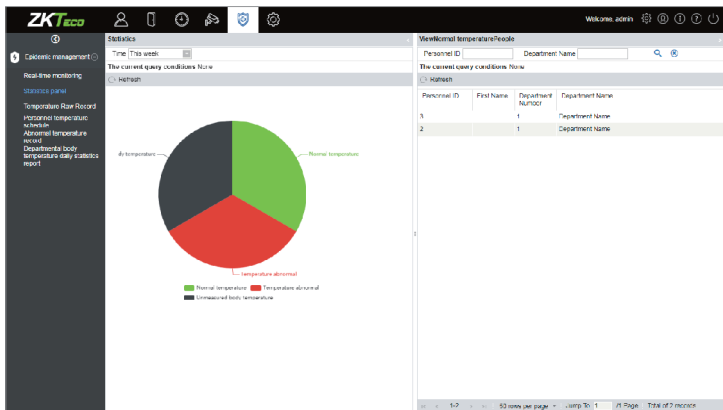 ZKTeco
Welcome, admin
Epidemic management
Real-time monitoring
Statistics panel
Temperature Raw Record
Personnel temperature
schedule
Abnormal temperature
record
Departmental body
temperature daily statistics
report
Statistics
Time This week
The current query conditions None
Refresh
dy temperature
Normal temperature
Temperature abnormal
Normal temperature Temperature abnormal
Unmeasured body temperature
ViewNormal temperaturePeople
Personnel ID Department Name
The current query conditions None
Refresh
Personnel ID First Name Department Number Department Name
3 1 Department Name
2 1 Department Name
1-2 50 rows per page Jump To 1 /1 Page Total of 2 records